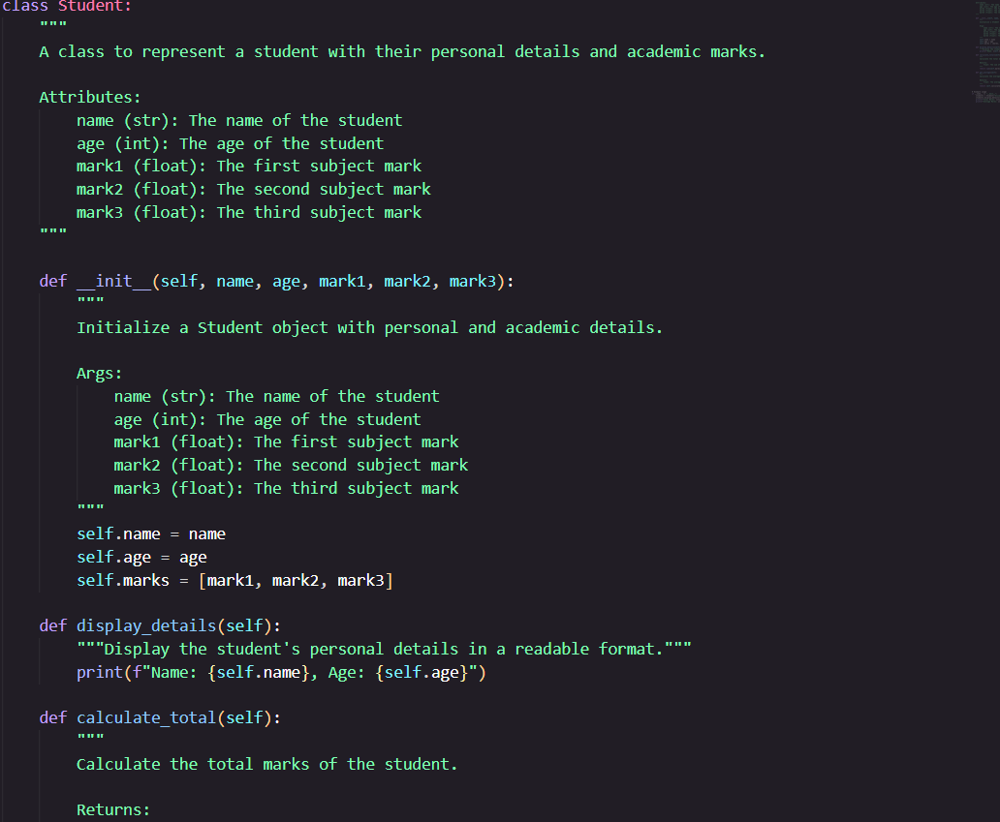 class Student:
    """
    A class to represent a student with their personal details and academic marks.

    Attributes:
        name (str): The name of the student
        age (int): The age of the student
        mark1 (float): The first subject mark
        mark2 (float): The second subject mark
        mark3 (float): The third subject mark
    """

    def __init__(self, name, age, mark1, mark2, mark3):
        """
        Initialize a Student object with personal and academic details.

        Args:
            name (str): The name of the student
            age (int): The age of the student
            mark1 (float): The first subject mark
            mark2 (float): The second subject mark
            mark3 (float): The third subject mark
        """
        self.name = name
        self.age = age
        self.marks = [mark1, mark2, mark3]

    def display_details(self):
        """Display the student's personal details in a readable format."""
        print(f"Name: {self.name}, Age: {self.age}")

    def calculate_total(self):
        """
        Calculate the total marks of the student.

        Returns: